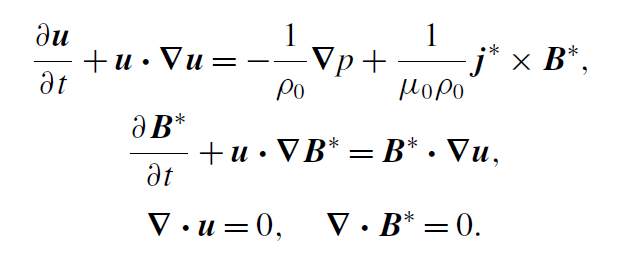 ∂u/∂t + u · ∇u = −1/ρ₀ ∇p + 1/(μ₀ρ₀) j* × B*,
∂B*/∂t + u · ∇B* = B* · ∇u,
∇ · u = 0, ∇ · B* = 0.